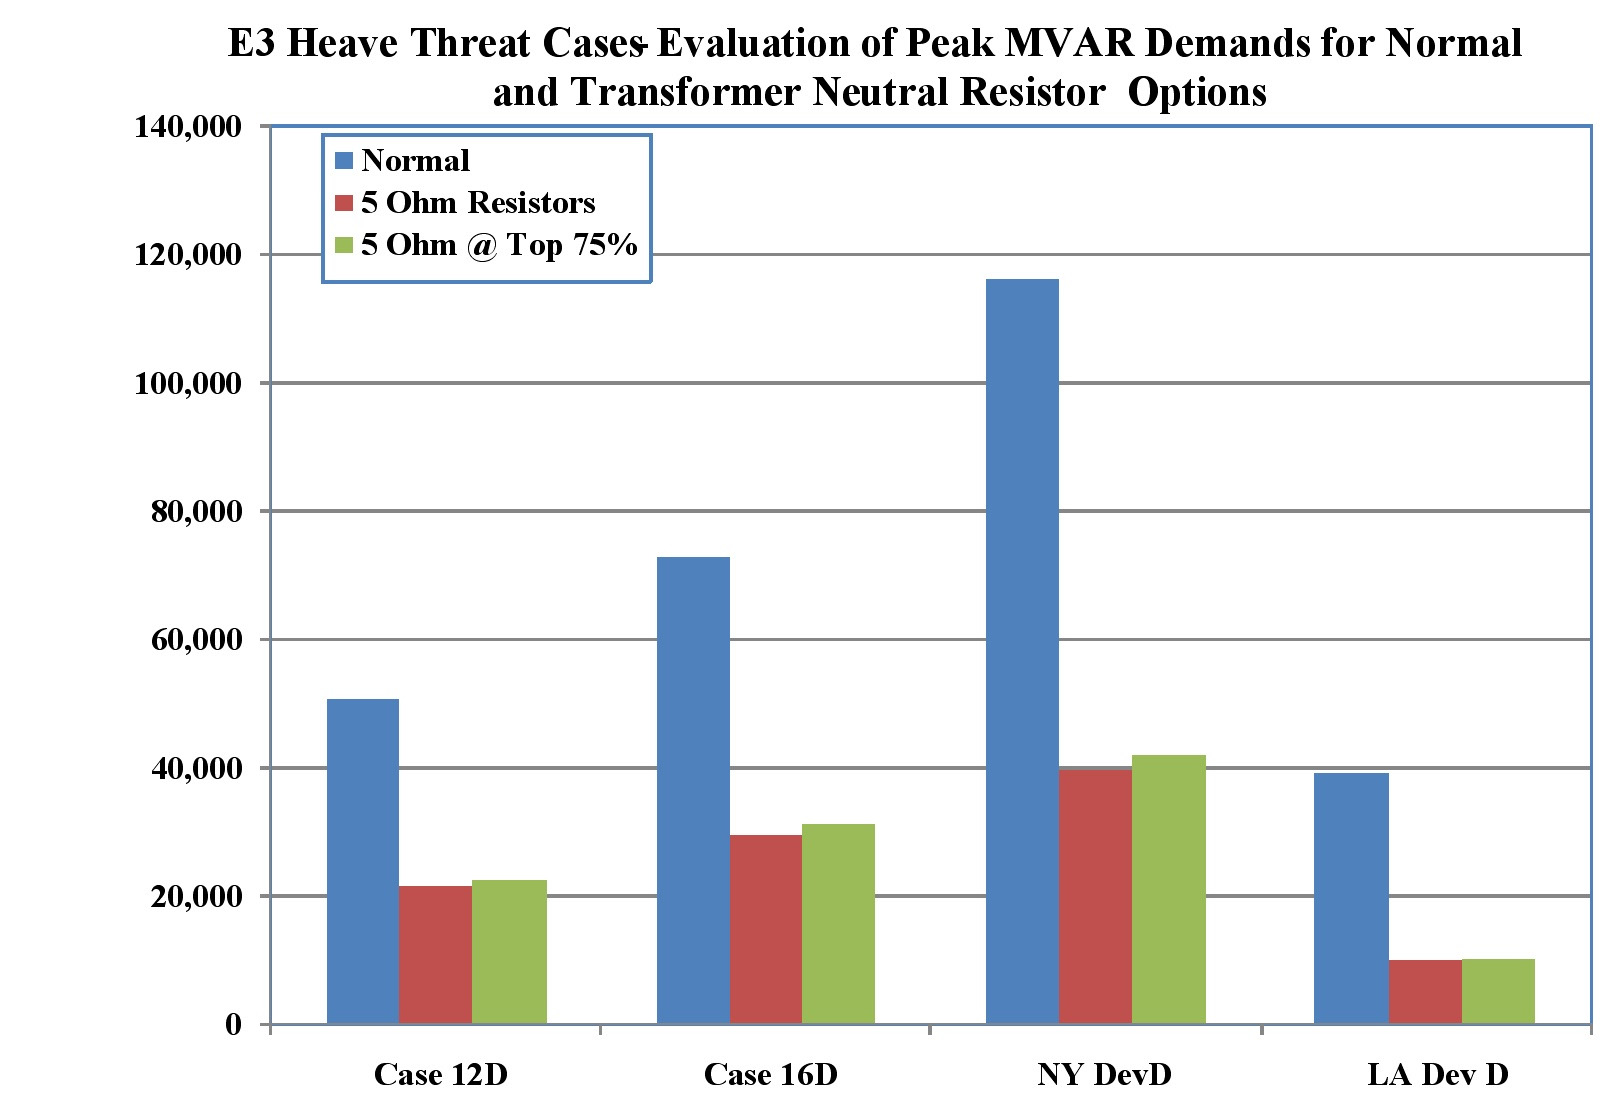 E3 Heave Threat Cases- Evaluation of Peak MVAR Demands for Normal
and Transformer Neutral Resistor Options
140,000
120,000
100,000
80,000
60,000
40,000
20,000
0
Normal
5 Ohm Resistors
5 Ohm @ Top 75%
Case 12D
Case 16D
NY DevD
LA Dev D